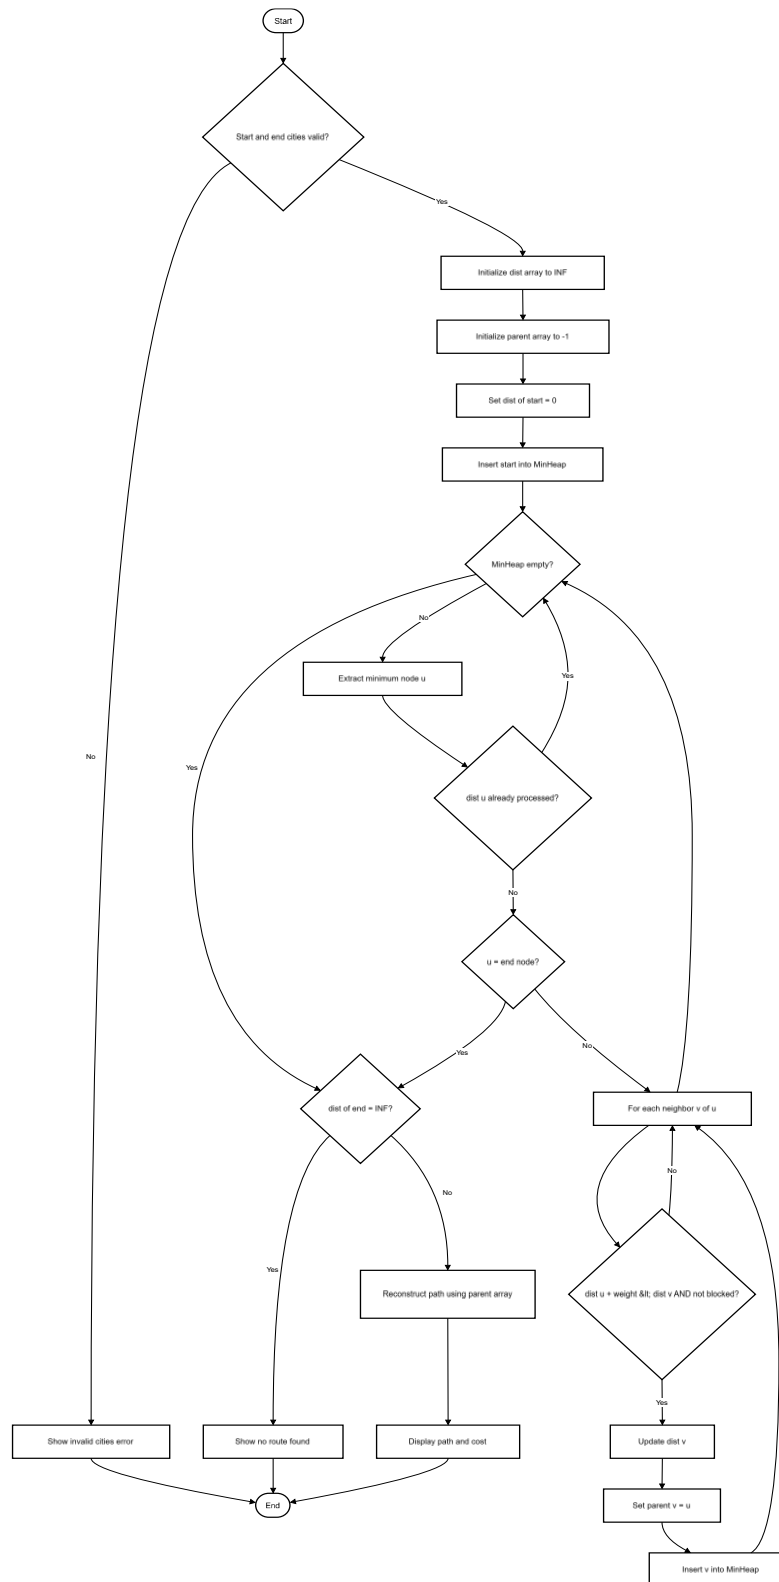 Start
Start and end cities valid?
Yes
Initialize dist array to INF
Initialize parent array to -1
Set dist of start = 0
Insert start into MinHeap
MinHeap empty?
No
Extract minimum node u
Yes
No
Yes
dist u already processed?
No
u = end node?
Yes
No
dist of end = INF?
For each neighbor v of u
No
No
Yes
Reconstruct path using parent array
dist u + weight &lt; dist v AND not blocked?
Yes
Show invalid cities error
Show no route found
Display path and cost
Update dist v
End
Set parent v = u
Insert v into MinHeap